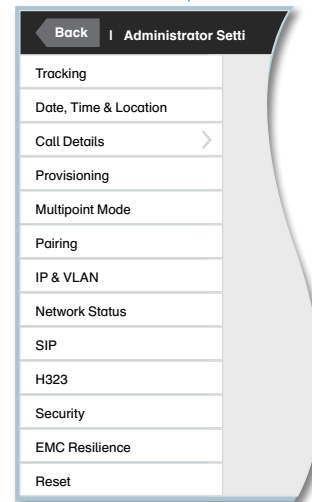 Back | Administrator Setti
Tracking
Date, Time & Location
Call Details
Provisioning
Multipoint Mode
Pairing
IP & VLAN
Network Status
SIP
H323
Security
EMC Resilience
Reset